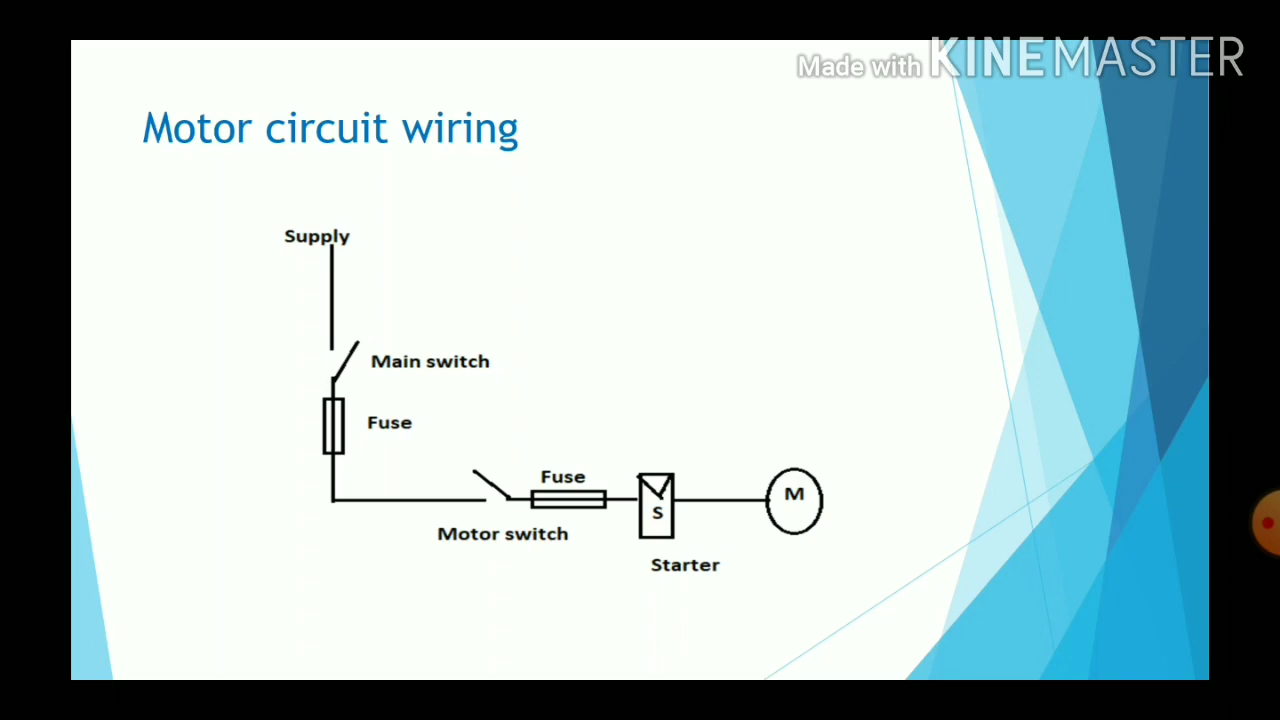 Made with KINEMASTER
Motor circuit wiring
Supply
Main switch
Fuse
Fuse
M
S
Motor switch
Starter